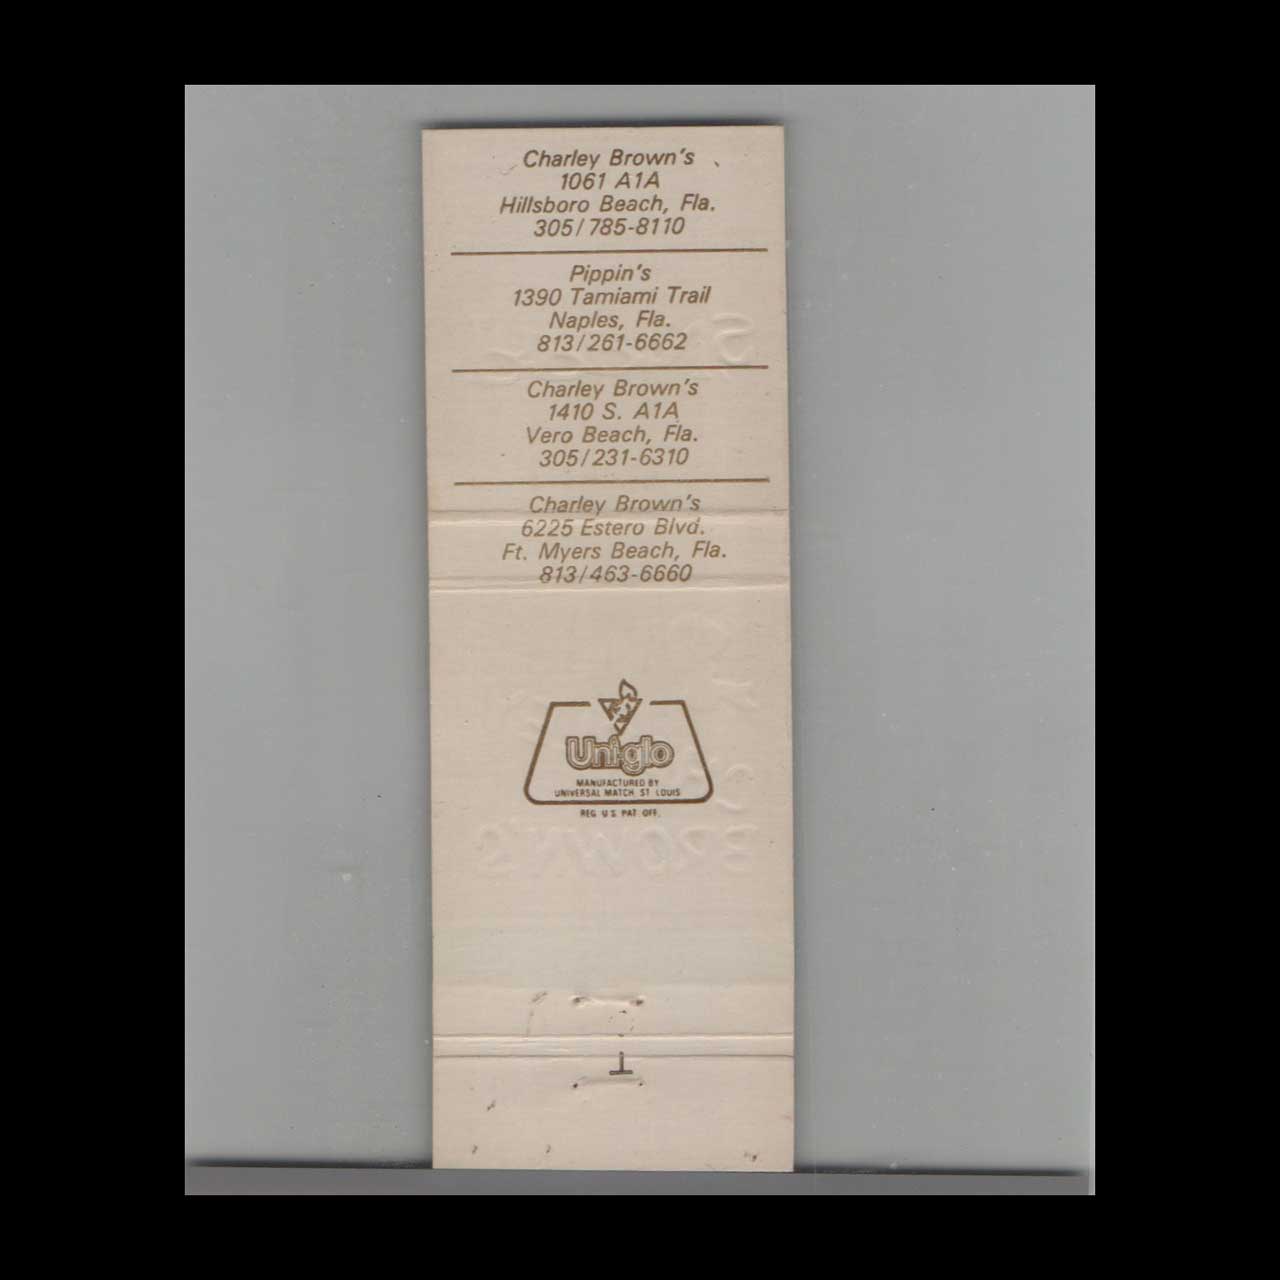 Charley Brown's
1061 A1A
Hillsboro Beach, Fla.
305/785-8110
Pippin's
1390 Tamiami Trail
Naples, Fla.
813/261-6662
Charley Brown's
1410 S. A1A
Vero Beach, Fla.
305/231-6310
Charley Brown's
6225 Estero Blvd.
Ft. Myers Beach, Fla.
813/463-6660
Uni-glo
MANUFACTURED BY
UNIVERSAL MATCH, ST. LOUIS
REG. U.S. PAT. OFF.
BROWN'S
T